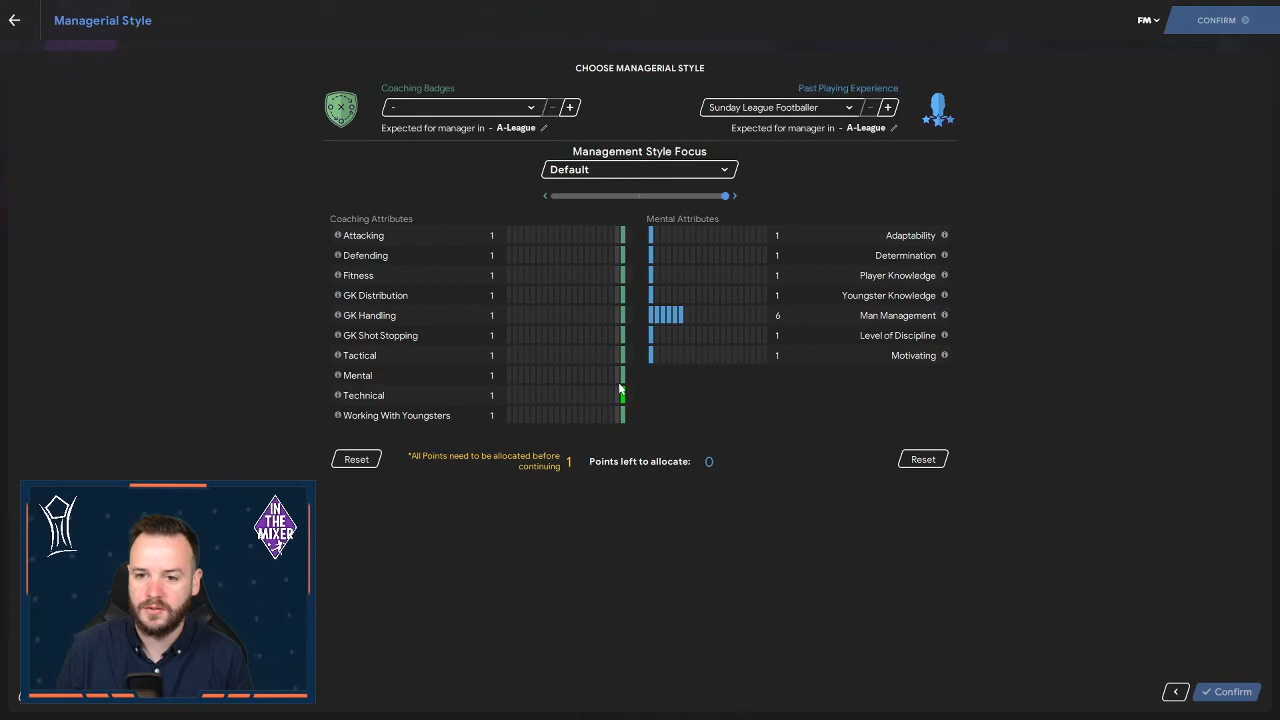 Managerial Style
FM
CONFIRM
CHOOSE MANAGERIAL STYLE
Coaching Badges
-
Expected for manager in - A-League
Past Playing Experience
Sunday League Footballer
Expected for manager in - A-League
Management Style Focus
Default
Coaching Attributes
Attacking 1
Defending 1
Fitness 1
GK Distribution 1
GK Handling 1
GK Shot Stopping 1
Tactical 1
Mental 1
Technical 1
Working With Youngsters 1
Mental Attributes
1 Adaptability
1 Determination
1 Player Knowledge
1 Youngster Knowledge
6 Man Management
1 Level of Discipline
1 Motivating
Reset
*All Points need to be allocated before
continuing
1
Points left to allocate: 0
Reset
IN
THE
MIXER
Confirm